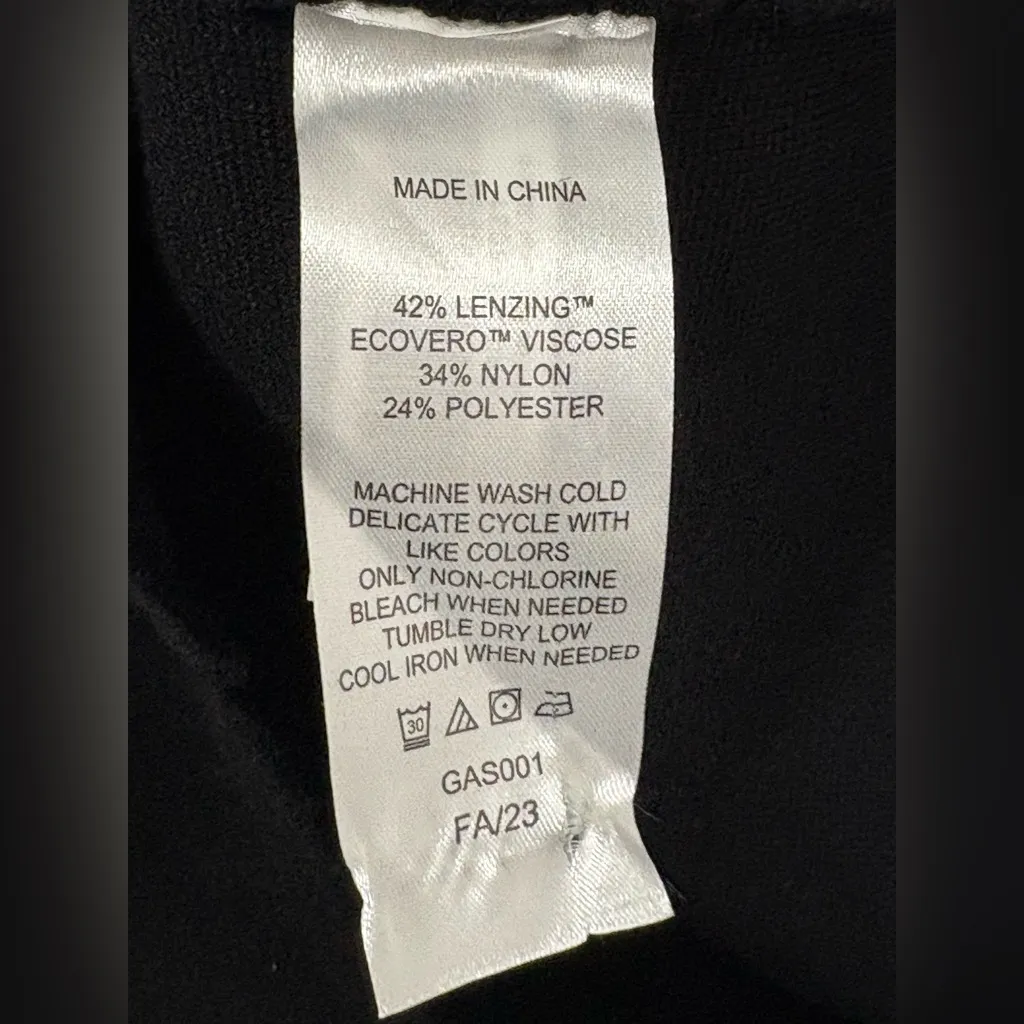 MADE IN CHINA
42% LENZING™
ECOVERO™ VISCOSE
34% NYLON
24% POLYESTER
MACHINE WASH COLD
DELICATE CYCLE WITH
LIKE COLORS
ONLY NON-CHLORINE
BLEACH WHEN NEEDED
TUMBLE DRY LOW
COOL IRON WHEN NEEDED
30
GAS001
FA/23